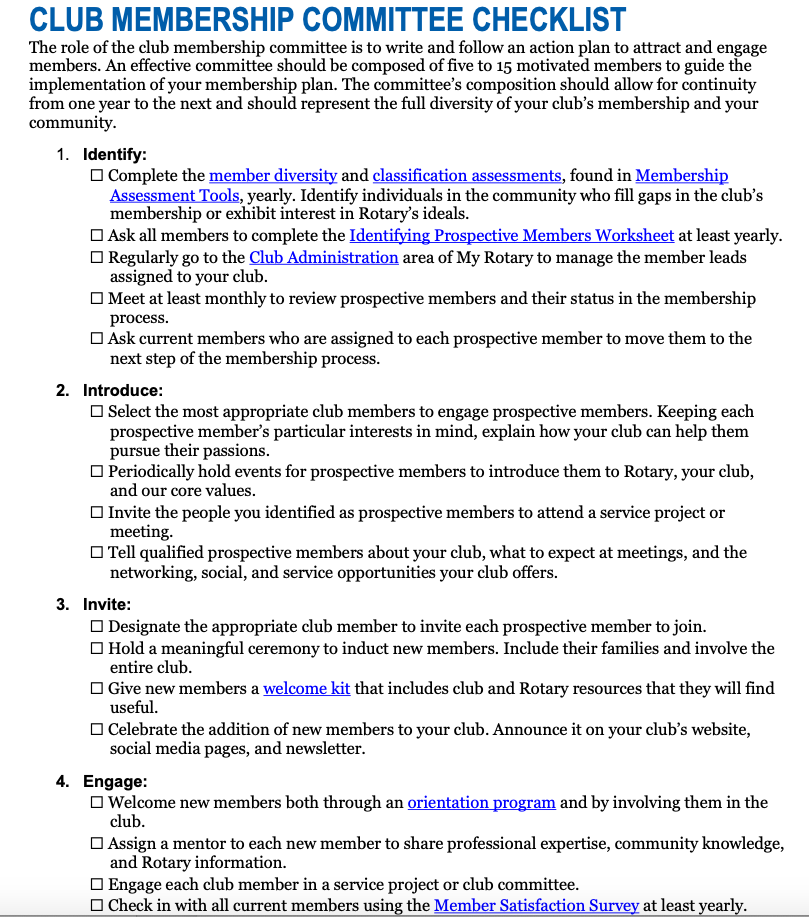 CLUB MEMBERSHIP COMMITTEE CHECKLIST
The role of the club membership committee is to write and follow an action plan to attract and engage
members. An effective committee should be composed of five to 15 motivated members to guide the
implementation of your membership plan. The committee's composition should allow for continuity
from one year to the next and should represent the full diversity of your club's membership and your
community.
1. Identify:
☐ Complete the member diversity and classification assessments, found in Membership
Assessment Tools, yearly. Identify individuals in the community who fill gaps in the club's
membership or exhibit interest in Rotary's ideals.
☐ Ask all members to complete the Identifying Prospective Members Worksheet at least yearly.
☐ Regularly go to the Club Administration area of My Rotary to manage the member leads
assigned to your club.
☐ Meet at least monthly to review prospective members and their status in the membership
process.
☐ Ask current members who are assigned to each prospective member to move them to the
next step of the membership process.
2. Introduce:
☐ Select the most appropriate club members to engage prospective members. Keeping each
prospective member's particular interests in mind, explain how your club can help them
pursue their passions.
☐ Periodically hold events for prospective members to introduce them to Rotary, your club,
and our core values.
☐ Invite the people you identified as prospective members to attend a service project or
meeting.
☐ Tell qualified prospective members about your club, what to expect at meetings, and the
networking, social, and service opportunities your club offers.
3. Invite:
☐ Designate the appropriate club member to invite each prospective member to join.
☐ Hold a meaningful ceremony to induct new members. Include their families and involve the
entire club.
☐ Give new members a welcome kit that includes club and Rotary resources that they will find
useful.
☐ Celebrate the addition of new members to your club. Announce it on your club's website,
social media pages, and newsletter.
4. Engage:
☐ Welcome new members both through an orientation program and by involving them in the
club.
☐ Assign a mentor to each new member to share professional expertise, community knowledge,
and Rotary information.
☐ Engage each club member in a service project or club committee.
☐ Check in with all current members using the Member Satisfaction Survey at least yearly.